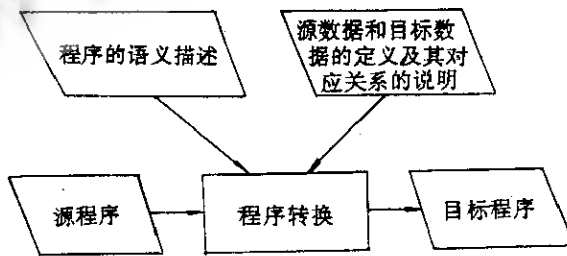 程序的语义描述
源数据和目标数
据的定义及其对
应关系的说明
源程序
程序转换
目标程序